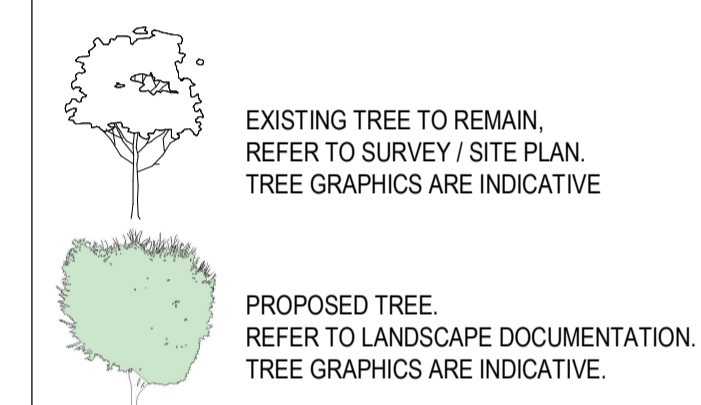 EXISTING TREE TO REMAIN,
REFER TO SURVEY / SITE PLAN.
TREE GRAPHICS ARE INDICATIVE
PROPOSED TREE.
REFER TO LANDSCAPE DOCUMENTATION.
TREE GRAPHICS ARE INDICATIVE.